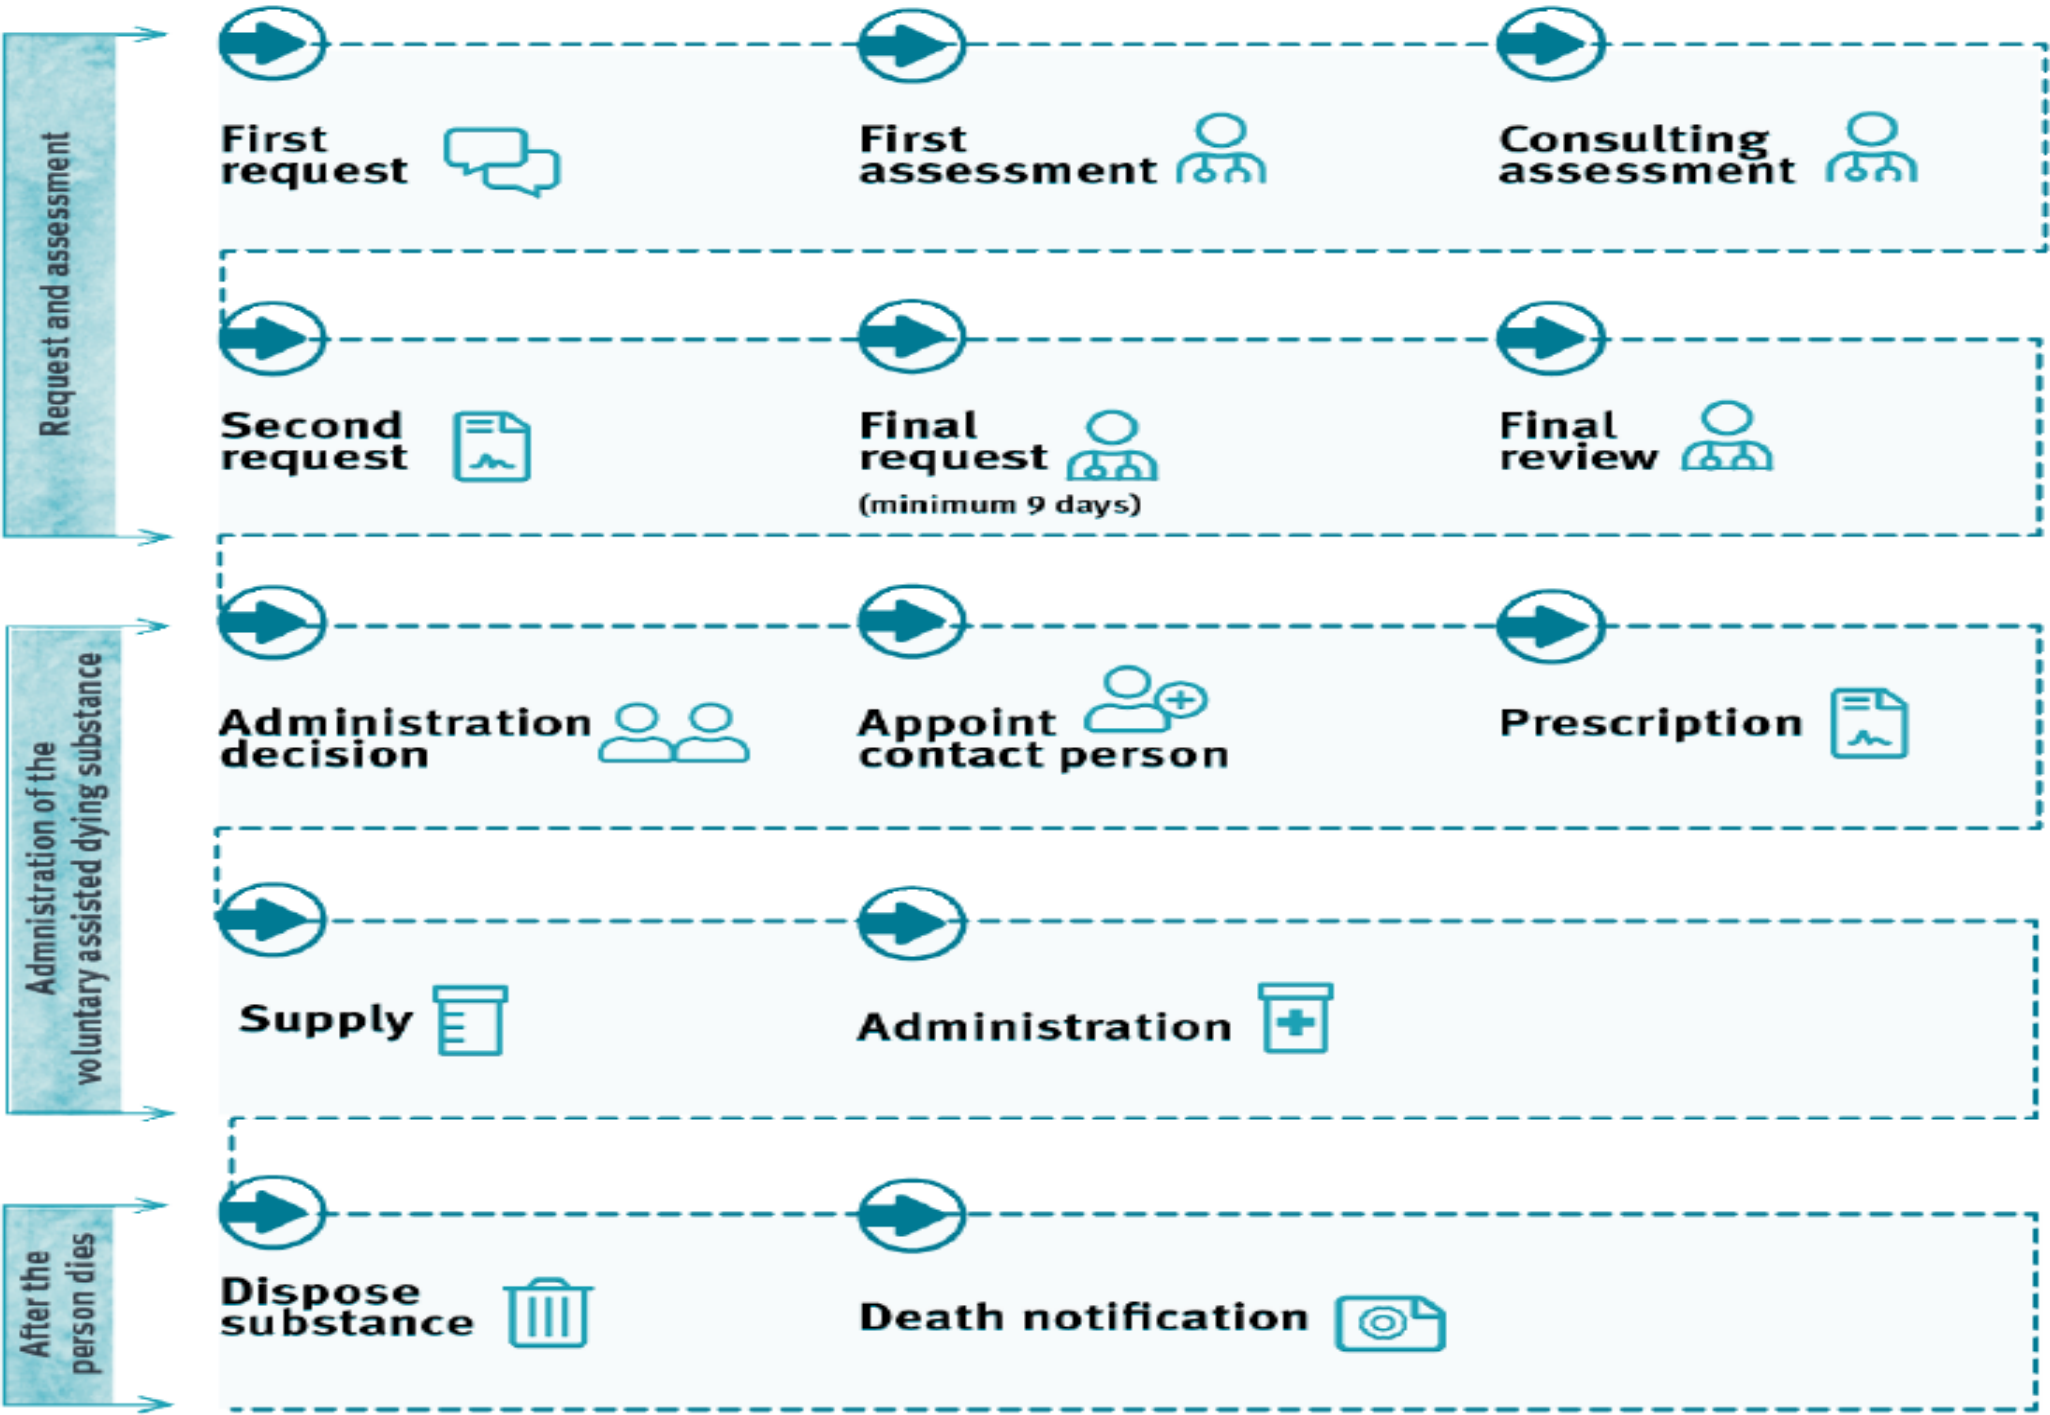 Request and assessment
First
request
First
assessment
Consulting
assessment
Second
request
Final
request
(minimum 9 days)
Final
review
Admnistration of the
voluntary assisted dying substance
Administration
decision
Appoint
contact person
Prescription
Supply
Administration
After the
person dies
Dispose
substance
Death notification